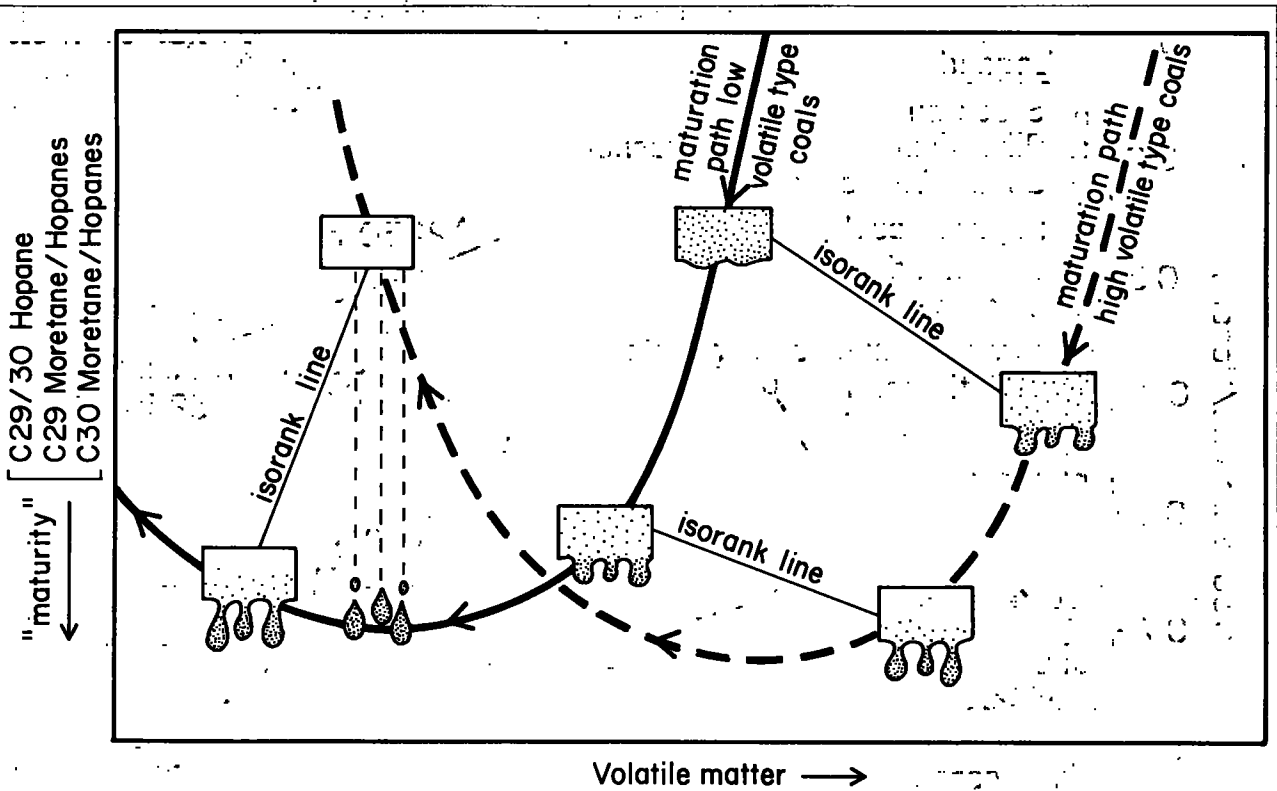 maturation
path low
volatile type
coals
maturation path
high volatile type coals
isorank line
isorank line
isorank line
C29/30 Hopane
C29 Moretane/Hopanes
C30 Moretane/Hopanes
"maturity"
Volatile matter